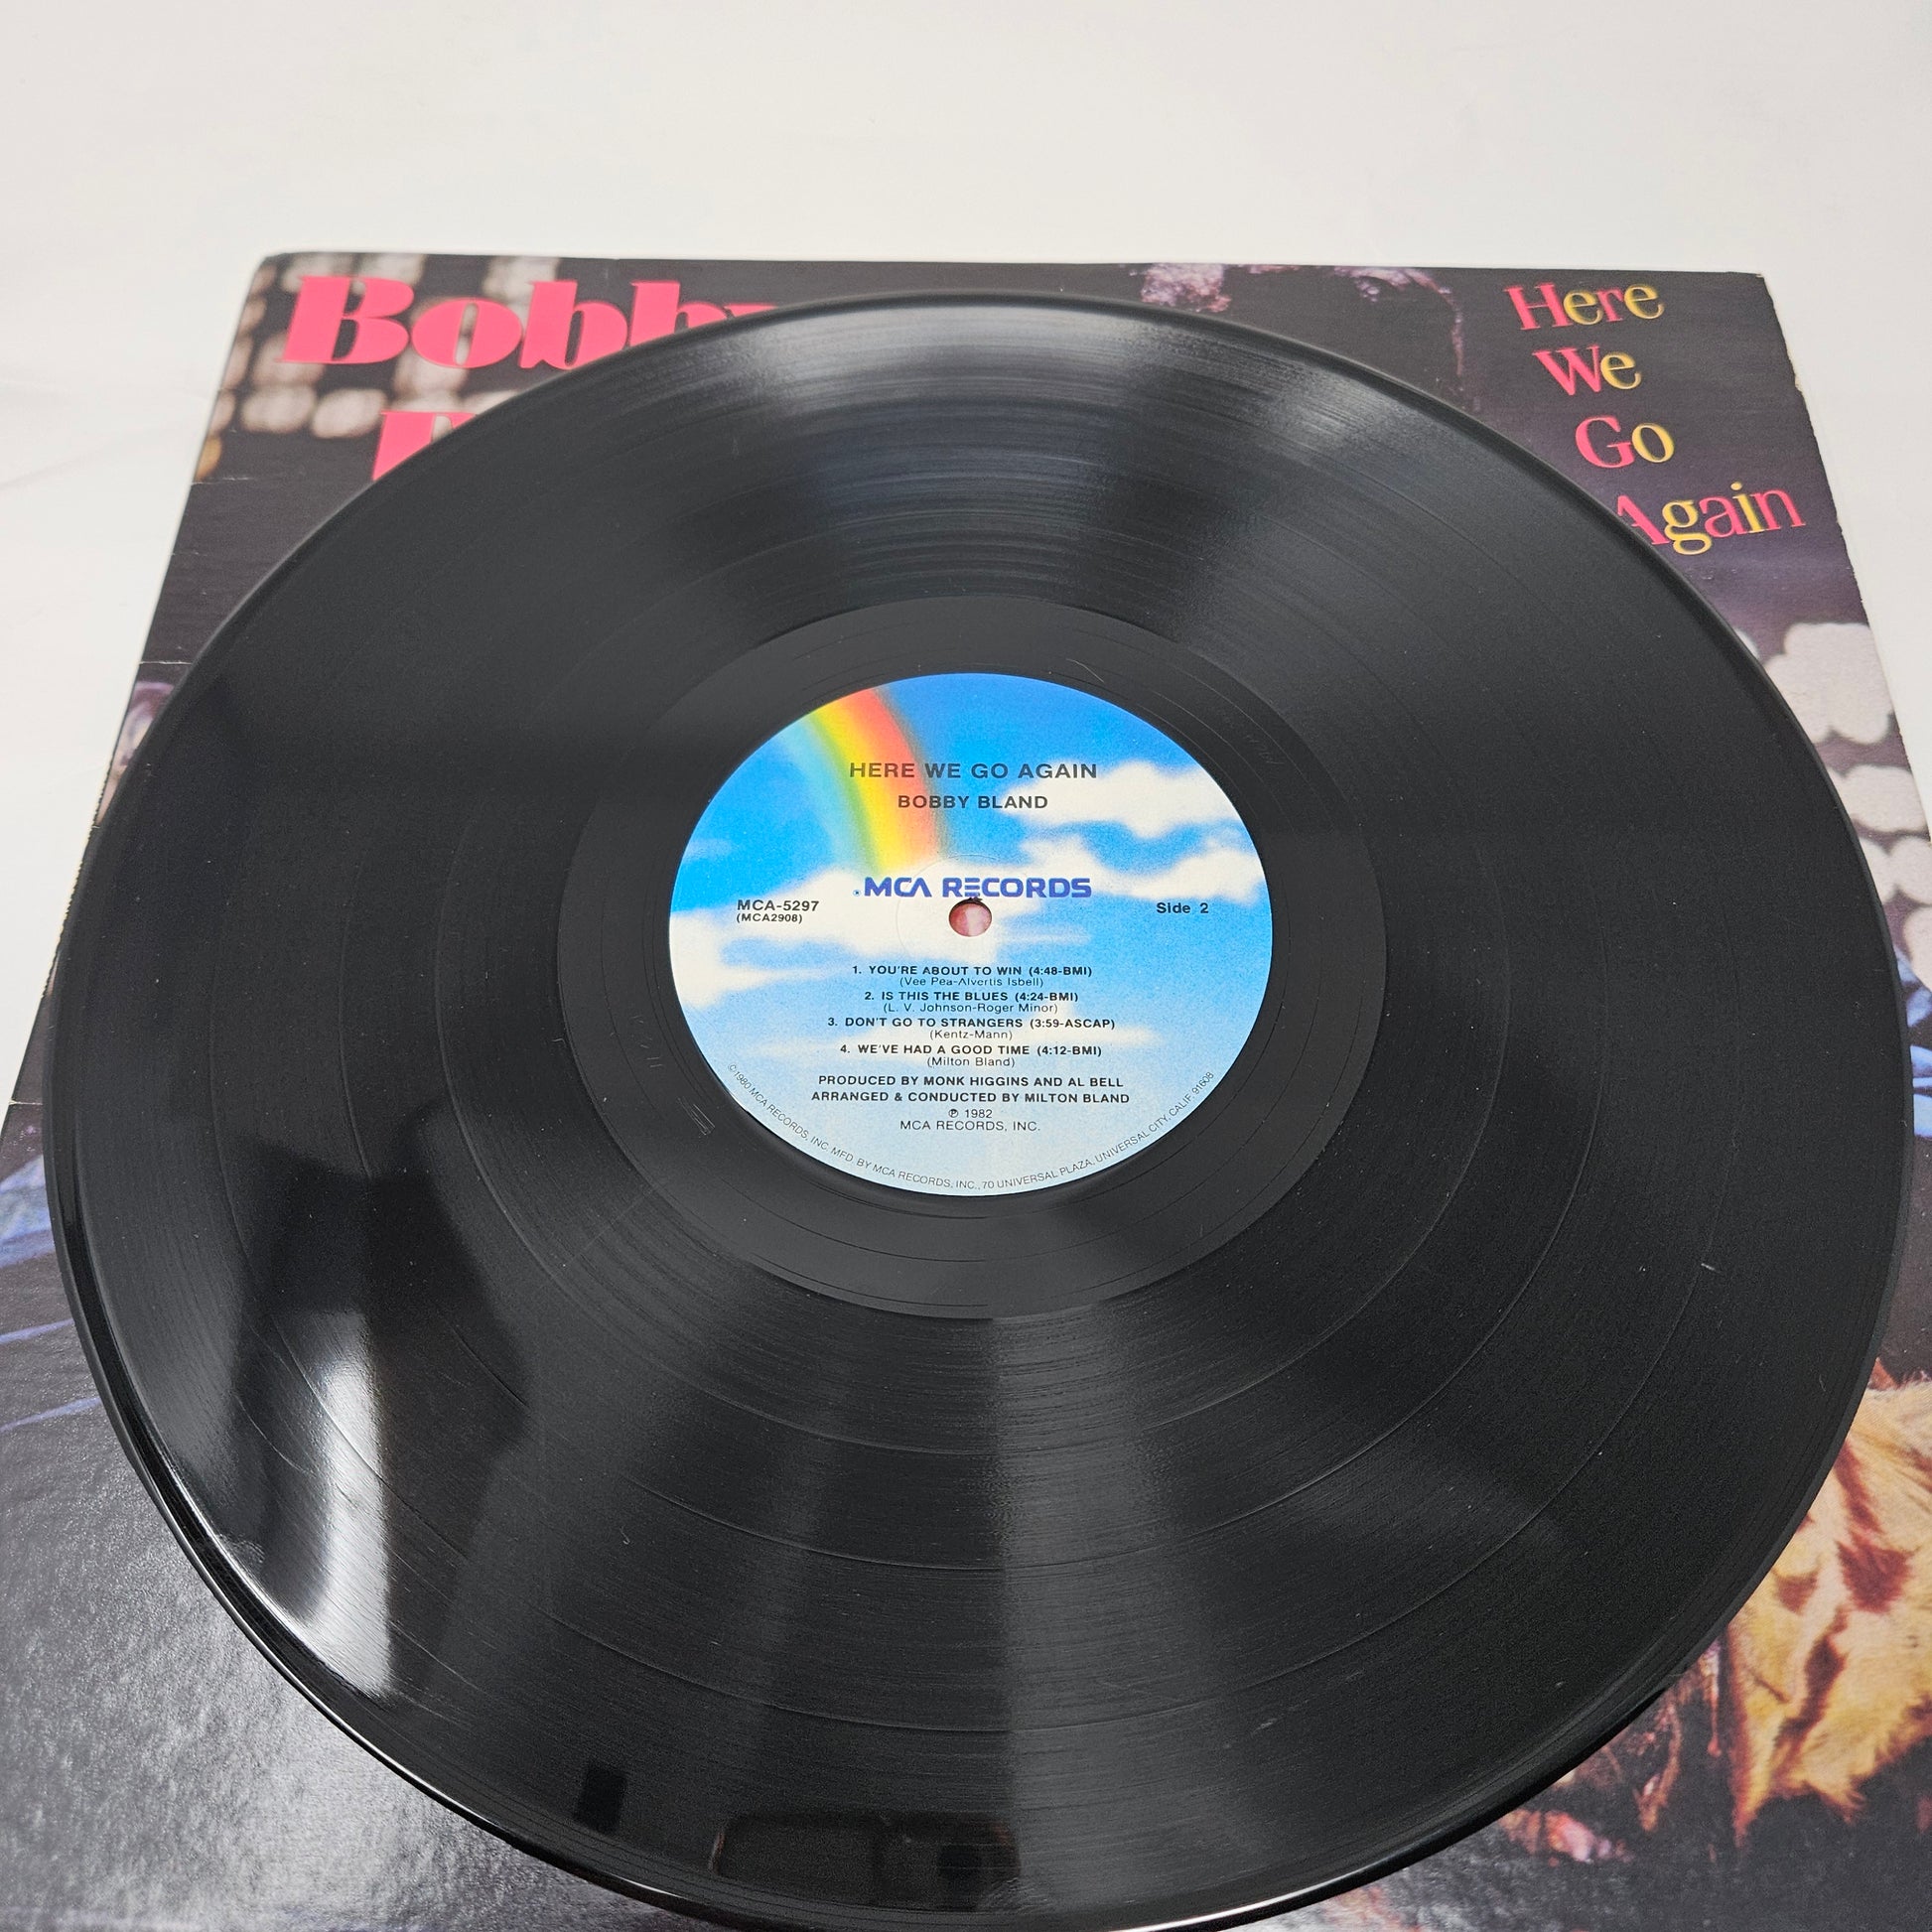 Bobby
Here
We
Go
Again
HERE WE GO AGAIN
BOBBY BLAND
MCA RECORDS
MCA-5297
(MCA2908)
Side 2
1. YOU'RE ABOUT TO WIN (4:48-BMI)
(Vee Pea-Alvertis Isbell)
2. IS THIS THE BLUES (4:24-BMI)
(L. V. Johnson-Roger Minor)
3. DON'T GO TO STRANGERS (3:59-ASCAP)
(Kentz-Mann)
4. WE'VE HAD A GOOD TIME (4:12-BMI)
(Milton Bland)
PRODUCED BY MONK HIGGINS AND AL BELL
ARRANGED & CONDUCTED BY MILTON BLAND
℗ 1982
MCA RECORDS, INC.
©1980 MCA RECORDS, INC. MFD. BY MCA RECORDS, INC., 70 UNIVERSAL PLAZA, UNIVERSAL CITY, CALIF. 91608